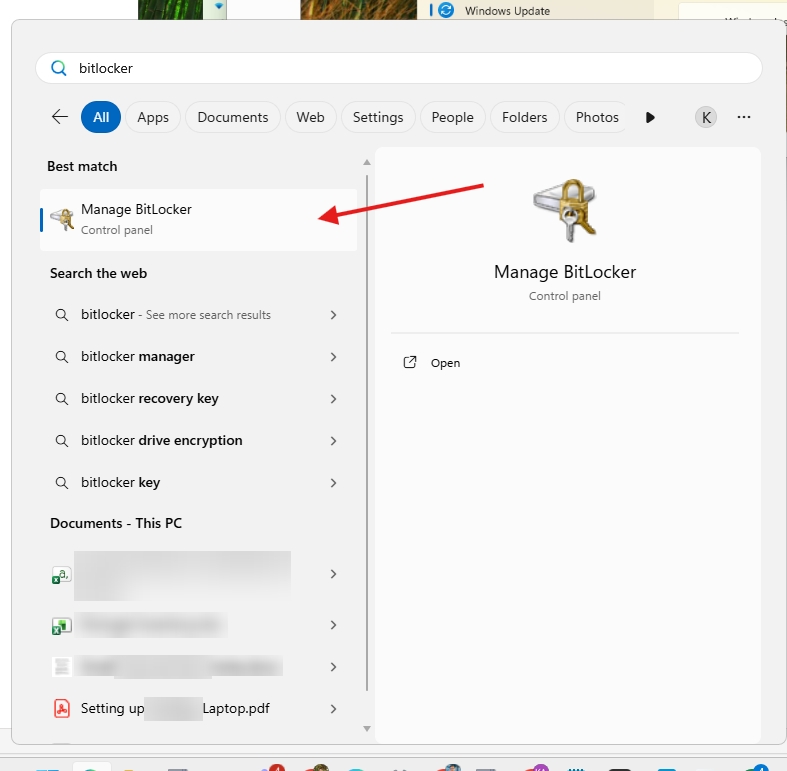 Windows Update
bitlocker
All
Apps
Documents
Web
Settings
People
Folders
Photos
K
Best match
Manage BitLocker
Control panel
Search the web
bitlocker - See more search results
bitlocker manager
bitlocker recovery key
bitlocker drive encryption
bitlocker key
Documents - This PC
Setting up Laptop.pdf
Manage BitLocker
Control panel
Open